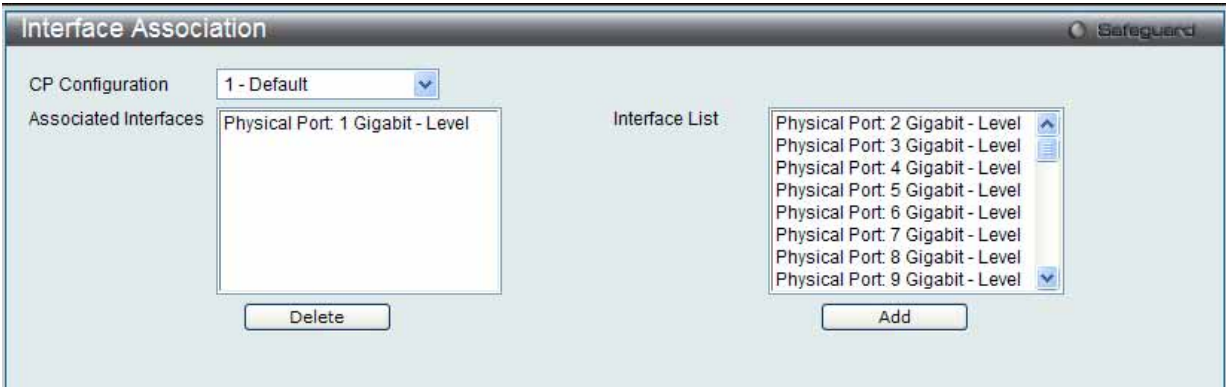 Interface Association
Safeguard
CP Configuration
1 - Default
Associated Interfaces
Physical Port: 1 Gigabit - Level
Interface List
Physical Port: 2 Gigabit - Level
Physical Port: 3 Gigabit - Level
Physical Port: 4 Gigabit - Level
Physical Port: 5 Gigabit - Level
Physical Port: 6 Gigabit - Level
Physical Port: 7 Gigabit - Level
Physical Port: 8 Gigabit - Level
Physical Port: 9 Gigabit - Level
Delete
Add